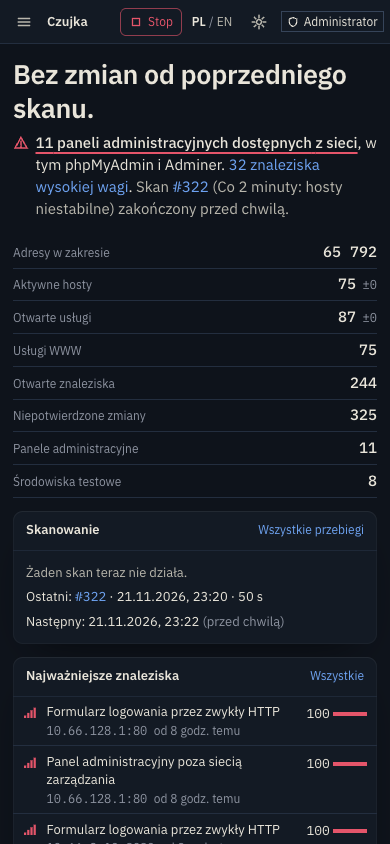 Czujka
Stop
PL / EN
Administrator
Bez zmian od poprzedniego
skanu.
11 paneli administracyjnych dostępnych z sieci, w
tym phpMyAdmin i Adminer. 32 znaleziska
wysokiej wagi. Skan #322 (Co 2 minuty: hosty
niestabilne) zakończony przed chwilą.
Adresy w zakresie 65 792
Aktywne hosty 75 ±0
Otwarte usługi 87 ±0
Usługi WWW 75
Otwarte znaleziska 244
Niepotwierdzone zmiany 325
Panele administracyjne 11
Środowiska testowe 8
Skanowanie Wszystkie przebiegi
Żaden skan teraz nie działa.
Ostatni: #322 · 21.11.2026, 23:20 · 50 s
Następny: 21.11.2026, 23:22 (przed chwilą)
Najważniejsze znaleziska Wszystkie
Formularz logowania przez zwykły HTTP 100
10.66.128.1:80 od 8 godz. temu
Panel administracyjny poza siecią 100
zarządzania
10.66.128.1:80 od 8 godz. temu
Formularz logowania przez zwykły HTTP 100